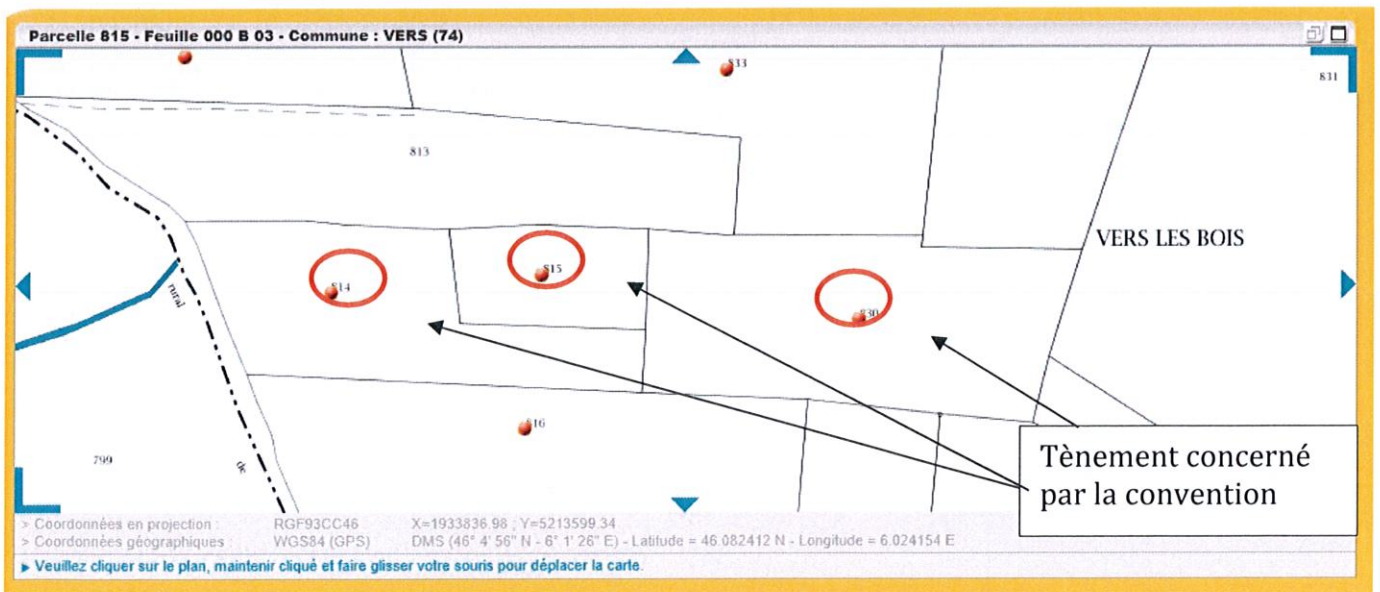 Parcelle 815 - Feuille 000 B 03 - Commune : VERS (74)
833
831
813
VERS LES BOIS
814
815
830
rural
816
799
de
Tènement concerné
par la convention
> Coordonnées en projection : RGF93CC46 X=1933836.98 ; Y=5213599.34
> Coordonnées géographiques : WGS84 (GPS) DMS (46° 4' 56" N - 6° 1' 26" E) - Latitude = 46.082412 N - Longitude = 6.024154 E
Veuillez cliquer sur le plan, maintenir cliqué et faire glisser votre souris pour déplacer la carte.